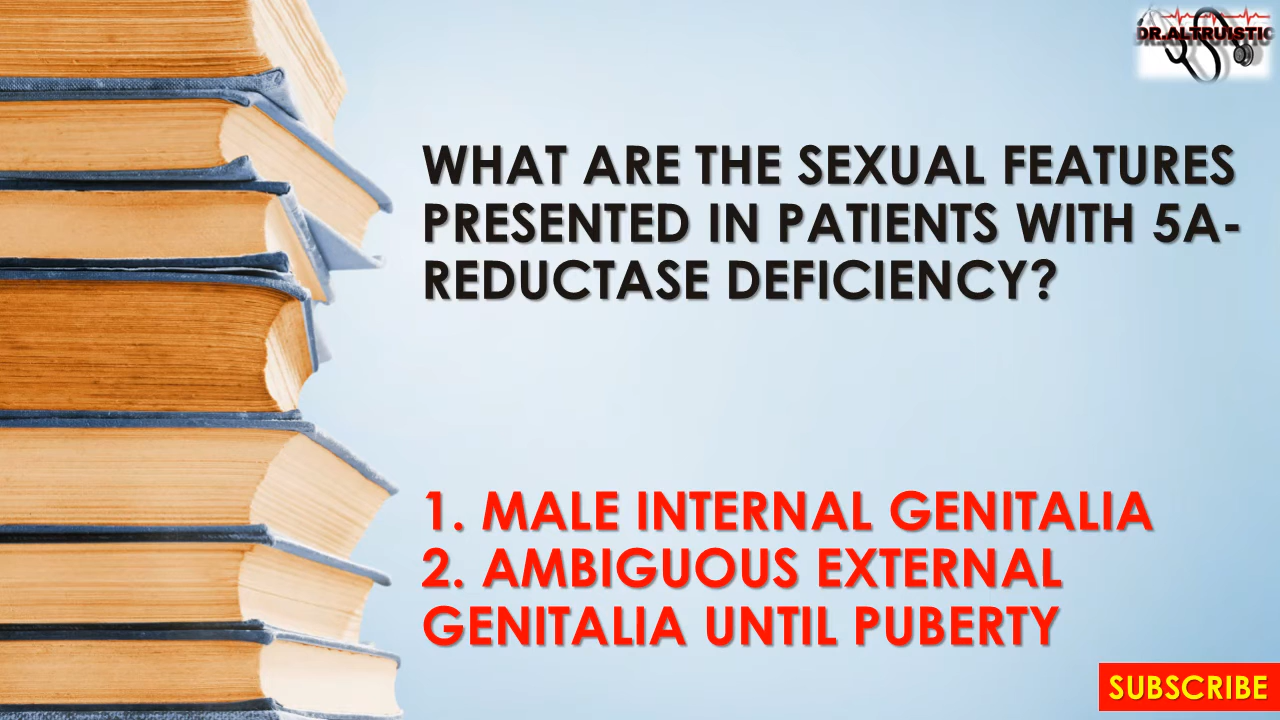 DR.ALTRUISTIC
WHAT ARE THE SEXUAL FEATURES
PRESENTED IN PATIENTS WITH 5A-
REDUCTASE DEFICIENCY?
1. MALE INTERNAL GENITALIA
2. AMBIGUOUS EXTERNAL
GENITALIA UNTIL PUBERTY
SUBSCRIBE